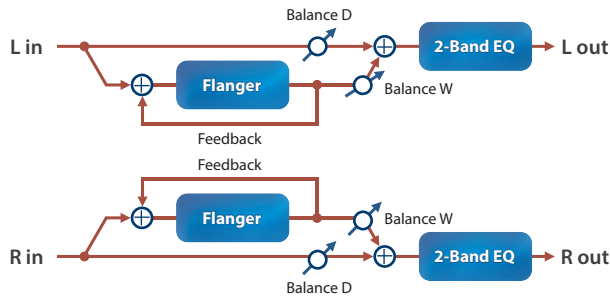 Balance D
L in
2-Band EQ
L out
Flanger
Balance W
Feedback
Feedback
Flanger
Balance W
R in
2-Band EQ
R out
Balance D